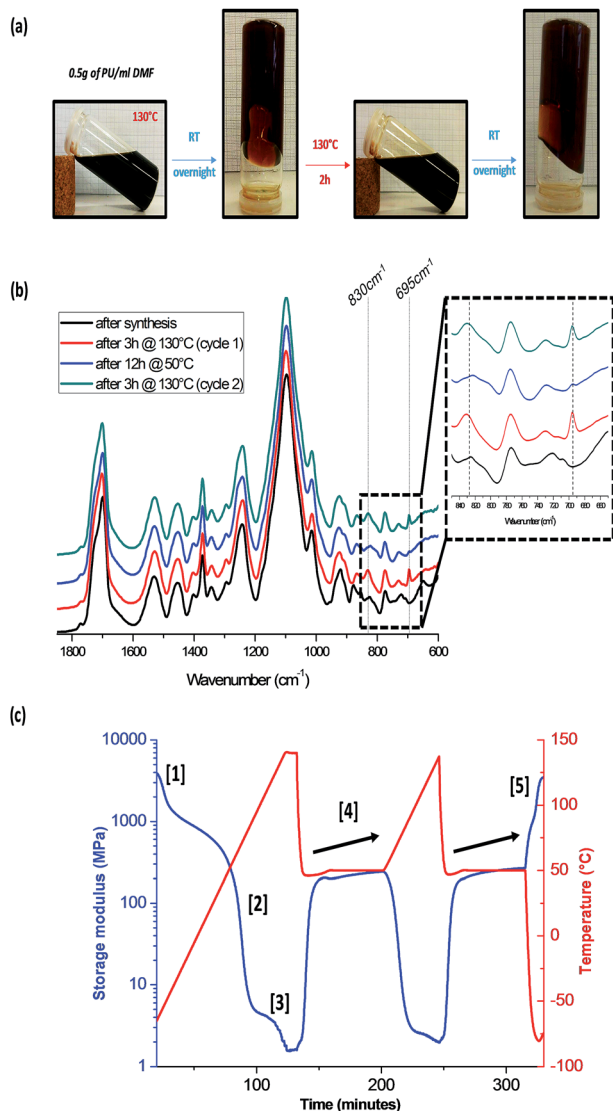 (a)
0.5g of PU/ml DMF
130°C
RT
overnight
130°C
2h
RT
overnight
(b)
830cm⁻¹
695cm⁻¹
after synthesis
after 3h @ 130°C (cycle 1)
after 12h @ 50°C
after 3h @ 130°C (cycle 2)
1800 1600 1400 1200 1000 800 600
Wavenumber (cm⁻¹)
Wavenumber (cm⁻¹)
(c)
Storage modulus (MPa)
10000
1000
100
10
1
[1]
[2]
[3]
[4]
[5]
150
100
50
0
-50
-100
Temperature (°C)
100 200 300
Time (minutes)